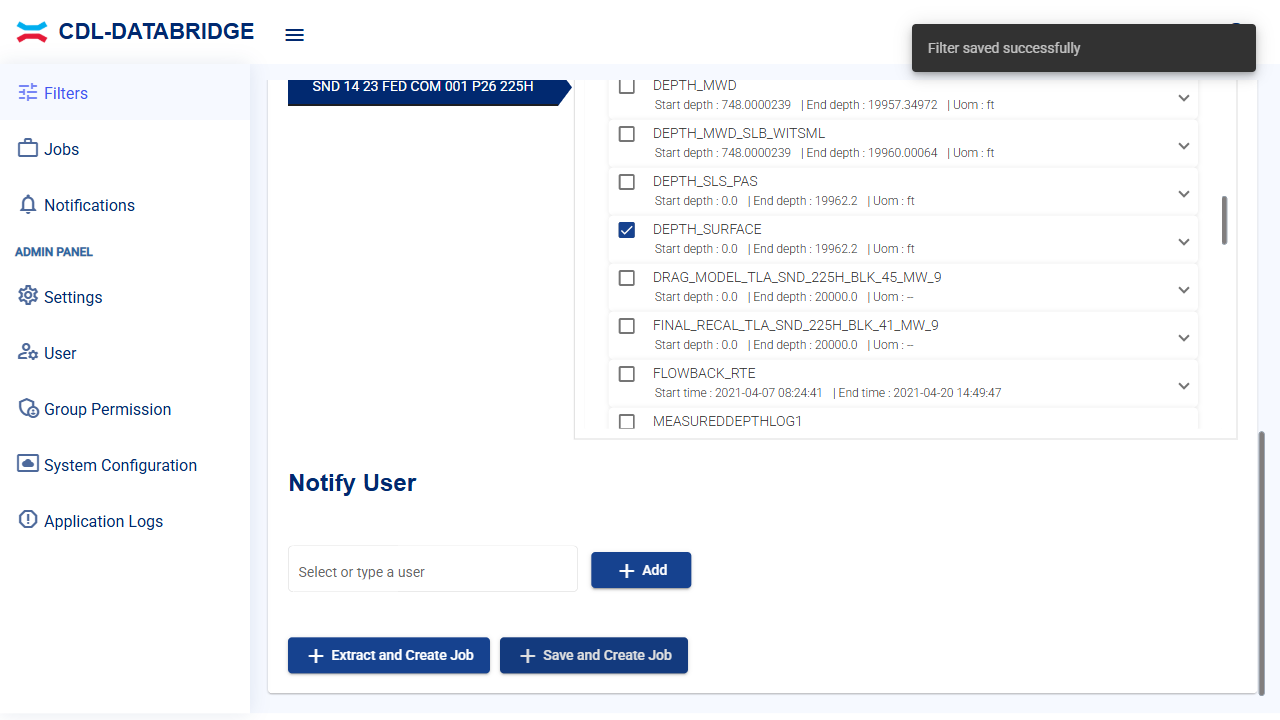 CDL-DATABRIDGE
Filter saved successfully
Filters
Jobs
Notifications
ADMIN PANEL
Settings
User
Group Permission
System Configuration
Application Logs
SND 14 23 FED COM 001 P26 225H
DEPTH_MWD
Start depth : 748.0000239 | End depth : 19957.34972 | Uom : ft
DEPTH_MWD_SLB_WITSML
Start depth : 748.0000239 | End depth : 19960.00064 | Uom : ft
DEPTH_SLS_PAS
Start depth : 0.0 | End depth : 19962.2 | Uom : ft
DEPTH_SURFACE
Start depth : 0.0 | End depth : 19962.2 | Uom : ft
DRAG_MODEL_TLA_SND_225H_BLK_45_MW_9
Start depth : 0.0 | End depth : 20000.0 | Uom : --
FINAL_RECAL_TLA_SND_225H_BLK_41_MW_9
Start depth : 0.0 | End depth : 20000.0 | Uom : --
FLOWBACK_RTE
Start time : 2021-04-07 08:24:41 | End time : 2021-04-20 14:49:47
MEASUREDDEPTHLOG1
Notify User
Select or type a user
Add
Extract and Create Job
Save and Create Job